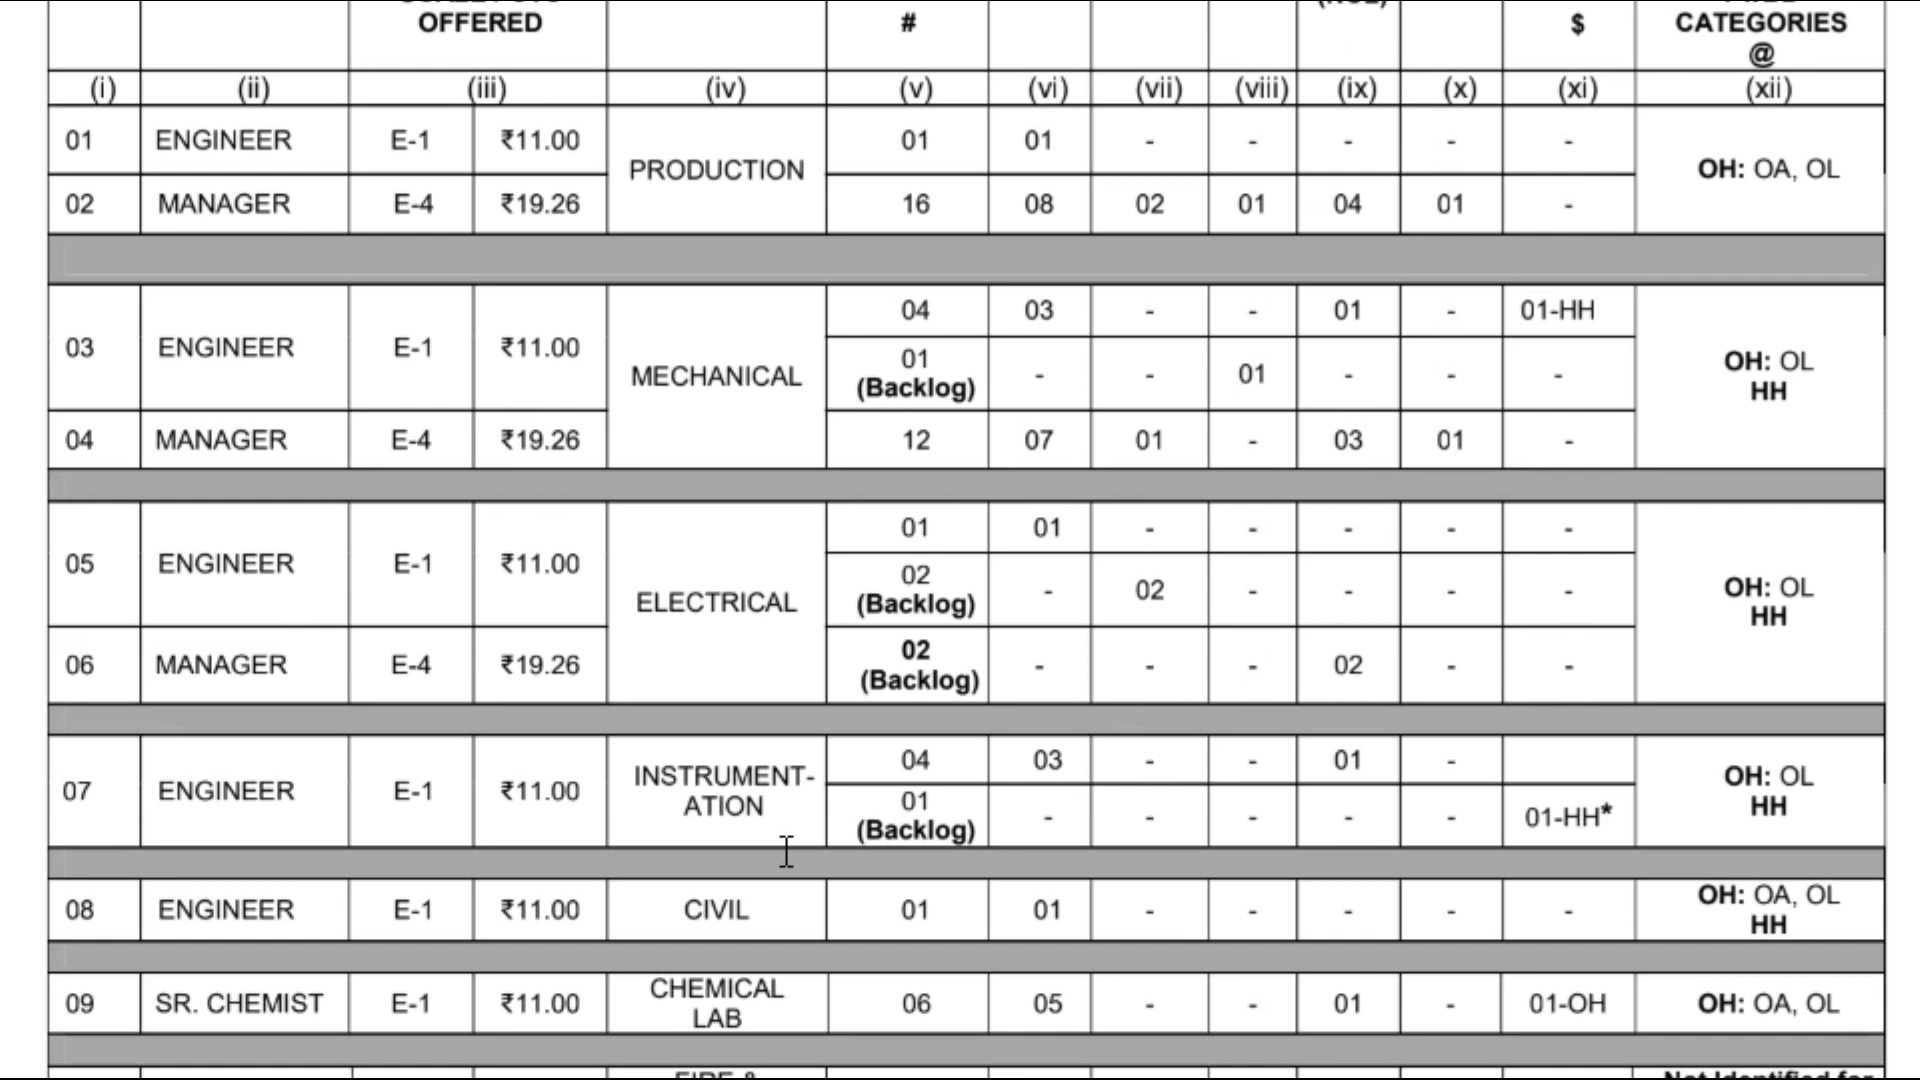 OFFERED # $ CATEGORIES
@
(i) (ii) (iii) (iv) (v) (vi) (vii) (viii) (ix) (x) (xi) (xii)
01 ENGINEER E-1 ₹11.00 PRODUCTION 01 01 - - - - - OH: OA, OL
02 MANAGER E-4 ₹19.26 16 08 02 01 04 01 -
03 ENGINEER E-1 ₹11.00 MECHANICAL 04 03 - - 01 - 01-HH OH: OL
HH
01
(Backlog) - - 01 - - -
04 MANAGER E-4 ₹19.26 12 07 01 - 03 01 -
05 ENGINEER E-1 ₹11.00 ELECTRICAL 01 01 - - - - - OH: OL
HH
02
(Backlog) - 02 - - - -
06 MANAGER E-4 ₹19.26 02
(Backlog) - - - 02 - -
07 ENGINEER E-1 ₹11.00 INSTRUMENT-
ATION 04 03 - - 01 - OH: OL
HH
01
(Backlog) - - - - - 01-HH*
08 ENGINEER E-1 ₹11.00 CIVIL 01 01 - - - - - OH: OA, OL
HH
09 SR. CHEMIST E-1 ₹11.00 CHEMICAL
LAB 06 05 - - 01 - 01-OH OH: OA, OL